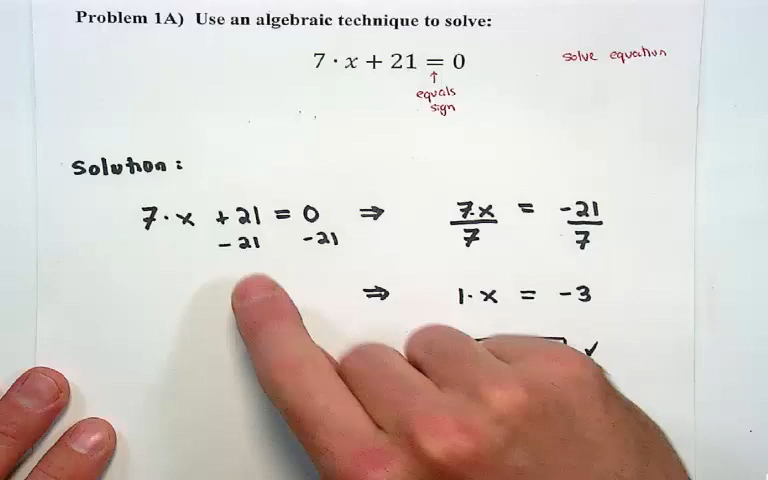 Problem 1A) Use an algebraic technique to solve:
7 · x + 21 = 0
solve equation
↑
equals
sign
Solution:
7 · x + 21 = 0 ⇒ 7·x/7 = -21/7
-21 -21
⇒ 1 · x = -3
✓